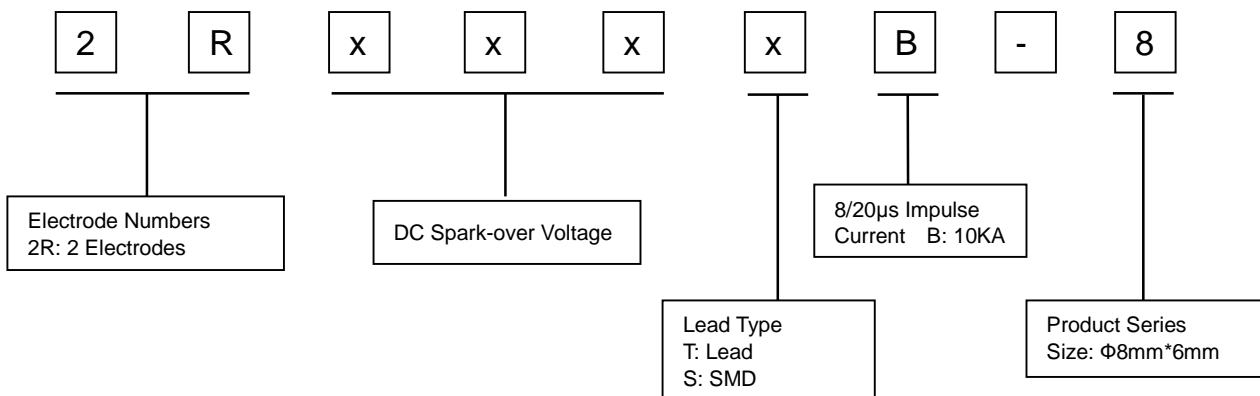 2 R x x x x B - 8
Electrode Numbers
2R: 2 Electrodes
DC Spark-over Voltage
8/20μs Impulse
Current B: 10KA
Lead Type
T: Lead
S: SMD
Product Series
Size: Φ8mm*6mm